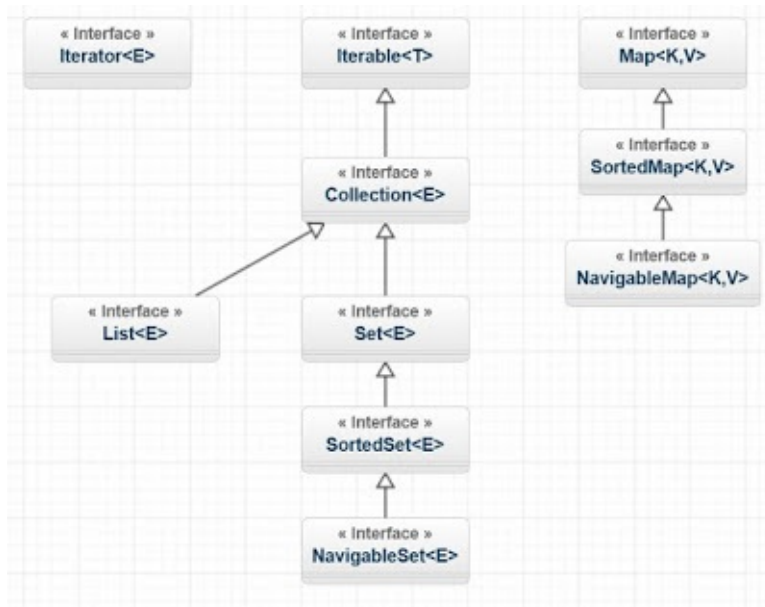 « Interface »
Iterator<E>
« Interface »
Iterable<T>
« Interface »
Map<K,V>
« Interface »
Collection<E>
« Interface »
SortedMap<K,V>
« Interface »
NavigableMap<K,V>
« Interface »
List<E>
« Interface »
Set<E>
« Interface »
SortedSet<E>
« Interface »
NavigableSet<E>